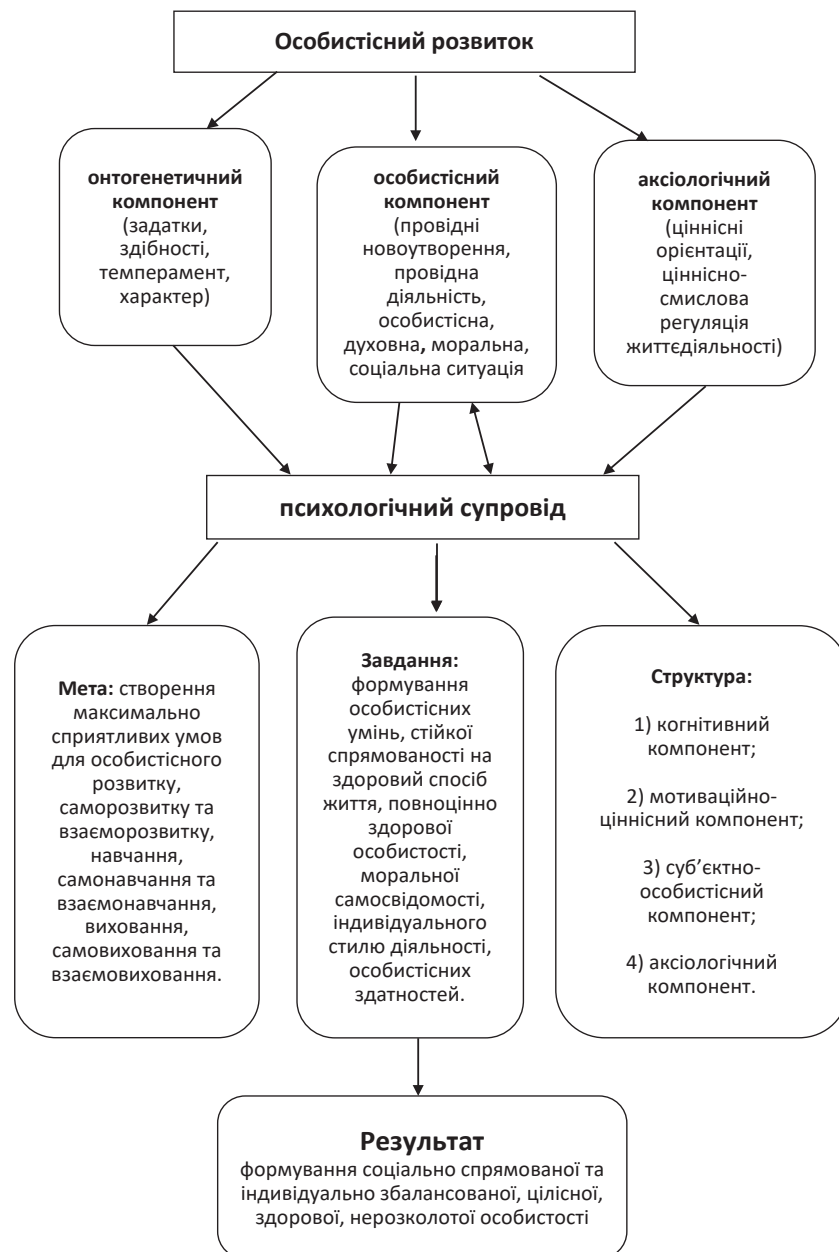 Особистісний розвиток
онтогенетичний
компонент
(задатки,
здібності,
темперамент,
характер)
особистісний
компонент
(провідні
новоутворення,
провідна
діяльність,
особистісна,
духовна, моральна,
соціальна ситуація
аксіологічний
компонент
(ціннісні
орієнтації,
ціннісно-
смислова
регуляція
життєдіяльності)
психологічний супровід
Мета: створення
максимально
сприятливих умов
для особистісного
розвитку,
саморозвитку та
взаєморозвитку,
навчання,
самонавчання та
взаємонавчання,
виховання,
самовиховання та
взаємовиховання.
Завдання:
формування
особистісних
умінь, стійкої
спрямованості на
здоровий спосіб
життя, повноцінно
здорової
особистості,
моральної
самосвідомості,
індивідуального
стилю діяльності,
особистісних
здатностей.
Структура:
1) когнітивний
компонент;
2) мотиваційно-
ціннісний компонент;
3) суб’єктно-
особистісний
компонент;
4) аксіологічний
компонент.
Результат
формування соціально спрямованої та
індивідуально збалансованої, цілісної,
здорової, нерозколотої особистості